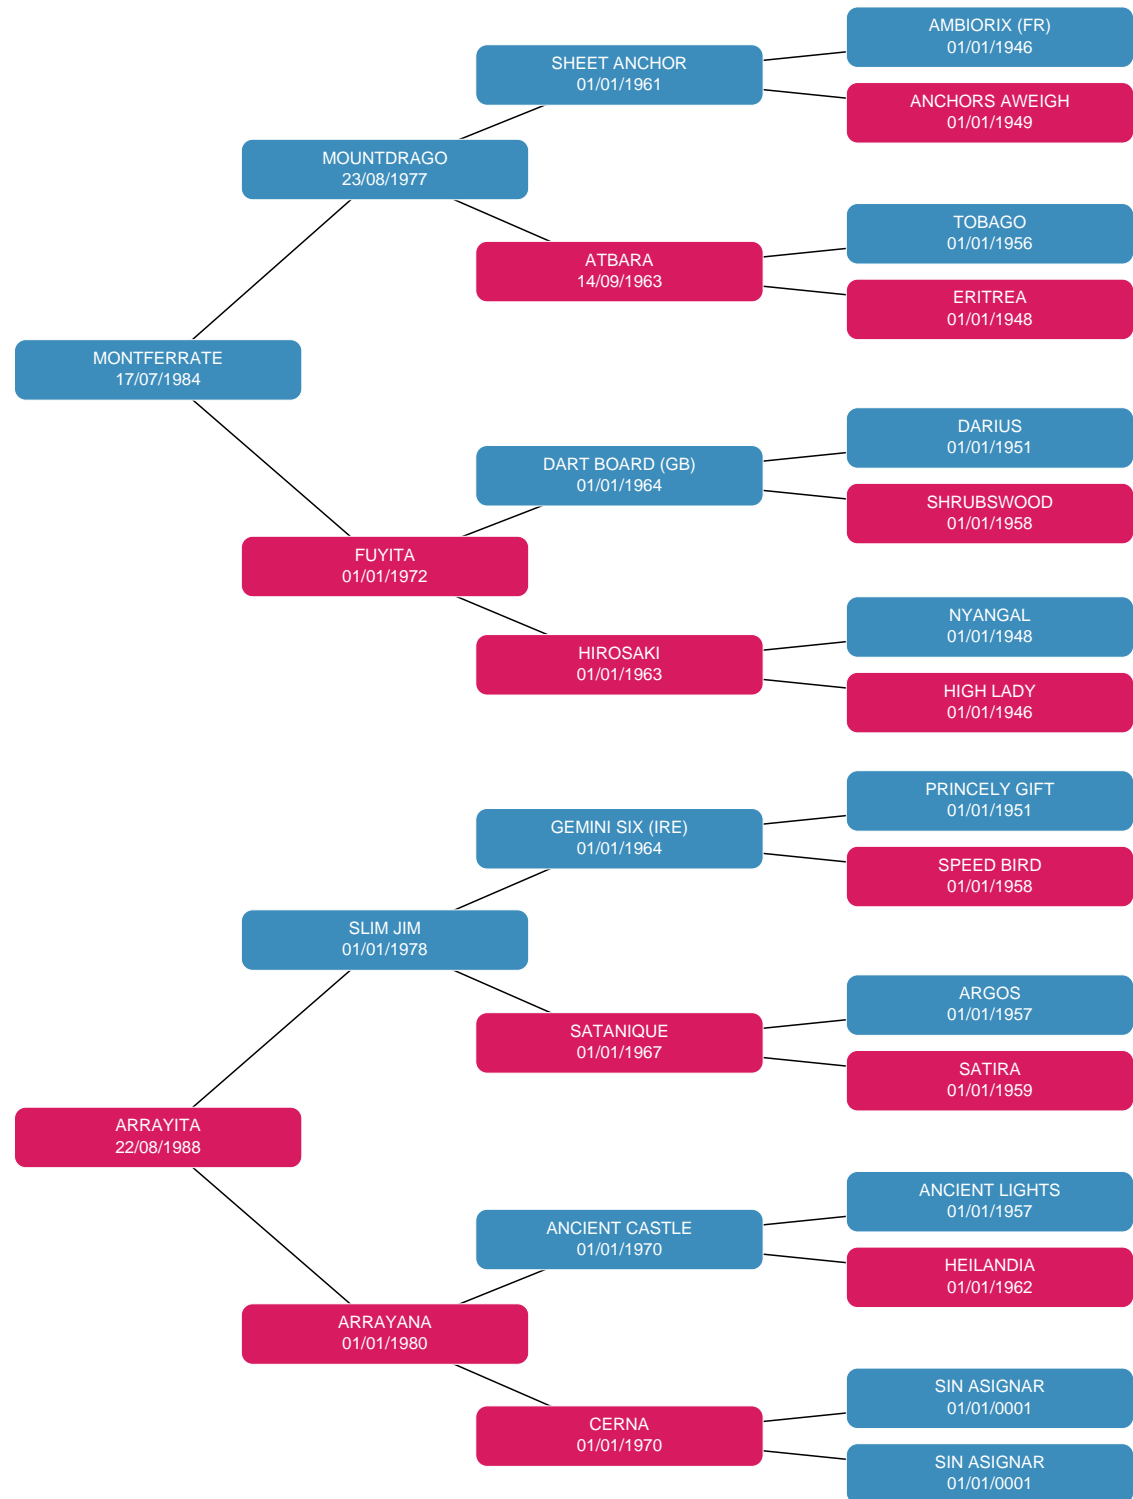 AMBIORIX (FR)
01/01/1946
SHEET ANCHOR
01/01/1961
ANCHORS AWEIGH
01/01/1949
MOUNTDRAGO
23/08/1977
TOBAGO
01/01/1956
ATBARA
14/09/1963
ERITREA
01/01/1948
MONTFERRATE
17/07/1984
DARIUS
01/01/1951
DART BOARD (GB)
01/01/1964
SHRUBSWOOD
01/01/1958
FUYITA
01/01/1972
NYANGAL
01/01/1948
HIROSAKI
01/01/1963
HIGH LADY
01/01/1946
PRINCELY GIFT
01/01/1951
GEMINI SIX (IRE)
01/01/1964
SPEED BIRD
01/01/1958
SLIM JIM
01/01/1978
ARGOS
01/01/1957
SATANIQUE
01/01/1967
SATIRA
01/01/1959
ARRAYITA
22/08/1988
ANCIENT LIGHTS
01/01/1957
ANCIENT CASTLE
01/01/1970
HEILANDIA
01/01/1962
ARRAYANA
01/01/1980
SIN ASIGNAR
01/01/0001
CERNA
01/01/1970
SIN ASIGNAR
01/01/0001